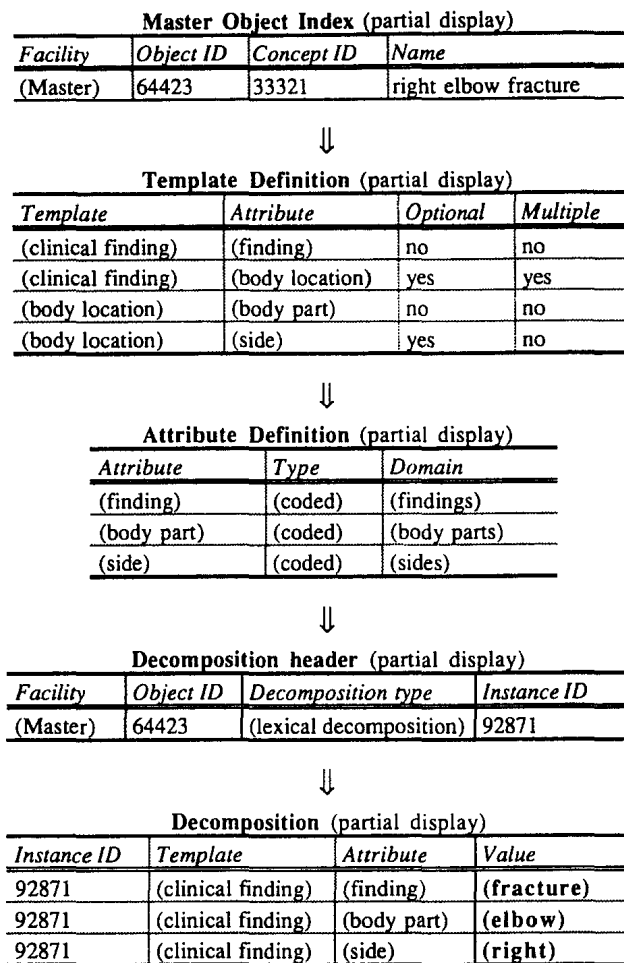 Master Object Index (partial display)
Facility Object ID Concept ID Name
(Master) 64423 33321 right elbow fracture
⇓
Template Definition (partial display)
Template Attribute Optional Multiple
(clinical finding) (finding) no no
(clinical finding) (body location) yes yes
(body location) (body part) no no
(body location) (side) yes no
⇓
Attribute Definition (partial display)
Attribute Type Domain
(finding) (coded) (findings)
(body part) (coded) (body parts)
(side) (coded) (sides)
⇓
Decomposition header (partial display)
Facility Object ID Decomposition type Instance ID
(Master) 64423 (lexical decomposition) 92871
⇓
Decomposition (partial display)
Instance ID Template Attribute Value
92871 (clinical finding) (finding) (fracture)
92871 (clinical finding) (body part) (elbow)
92871 (clinical finding) (side) (right)